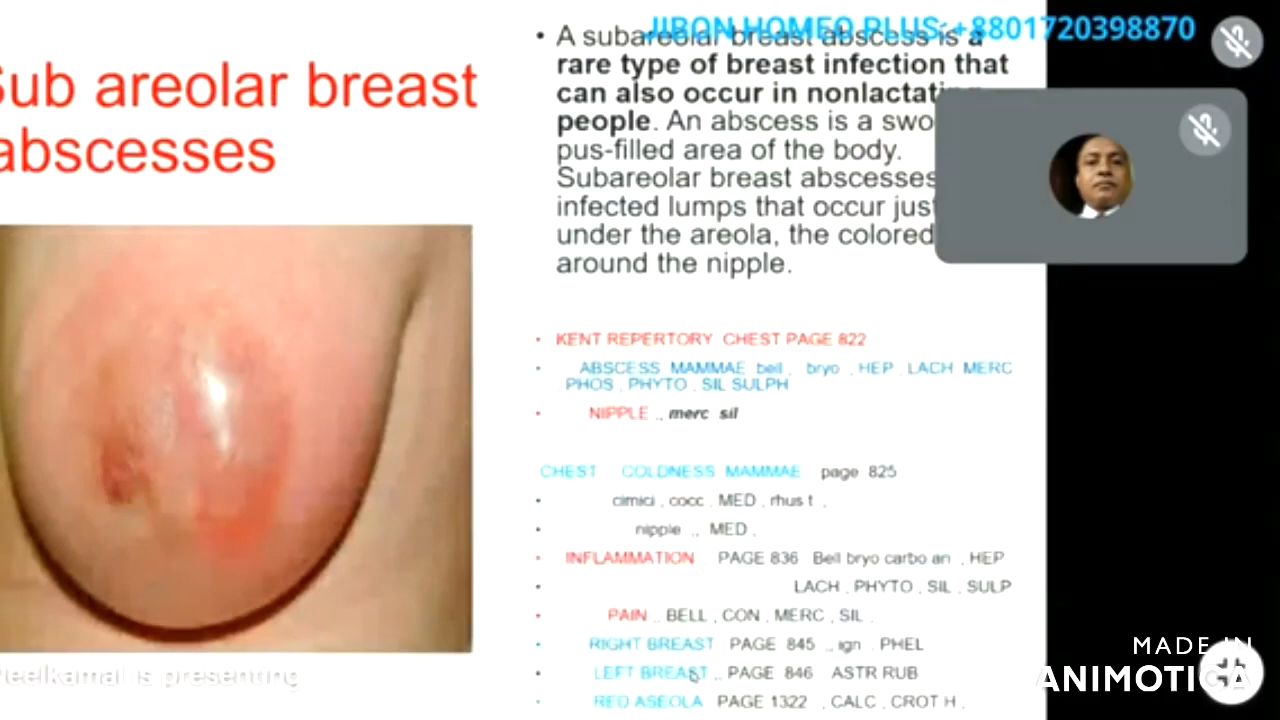 JIBON HOMEO PLUS:+8801720398870
Sub areolar breast
abscesses
• A subareolar breast abscess is a
rare type of breast infection that
can also occur in nonlactating
people. An abscess is a
pus-filled area of the body.
Subareolar breast abscesses
infected lumps that occur just
under the areola, the colored
around the nipple.
• KENT REPERTORY CHEST PAGE 822
• ABSCESS MAMMAE bell , bryo , HEP , LACH MERC
, PHOS , PHYTO , SIL SULPH
• NIPPLE ., merc sil
CHEST COLDNESS MAMMAE page 825
• cimici , cocc , MED , rhus t ,
• nipple ., MED ,
• INFLAMMATION PAGE 836 Bell bryo carbo an , HEP
• LACH , PHYTO , SIL , SULP
• PAIN .. BELL , CON , MERC , SIL .
• RIGHT BREAST PAGE 845 ., ign , PHEL
• LEFT BREAST .. PAGE 846 ASTR RUB
• RED ASEOLA PAGE 1322 , CALC , CROT H ,
Neelkamal is presenting
MADE IN
ANIMOTICA